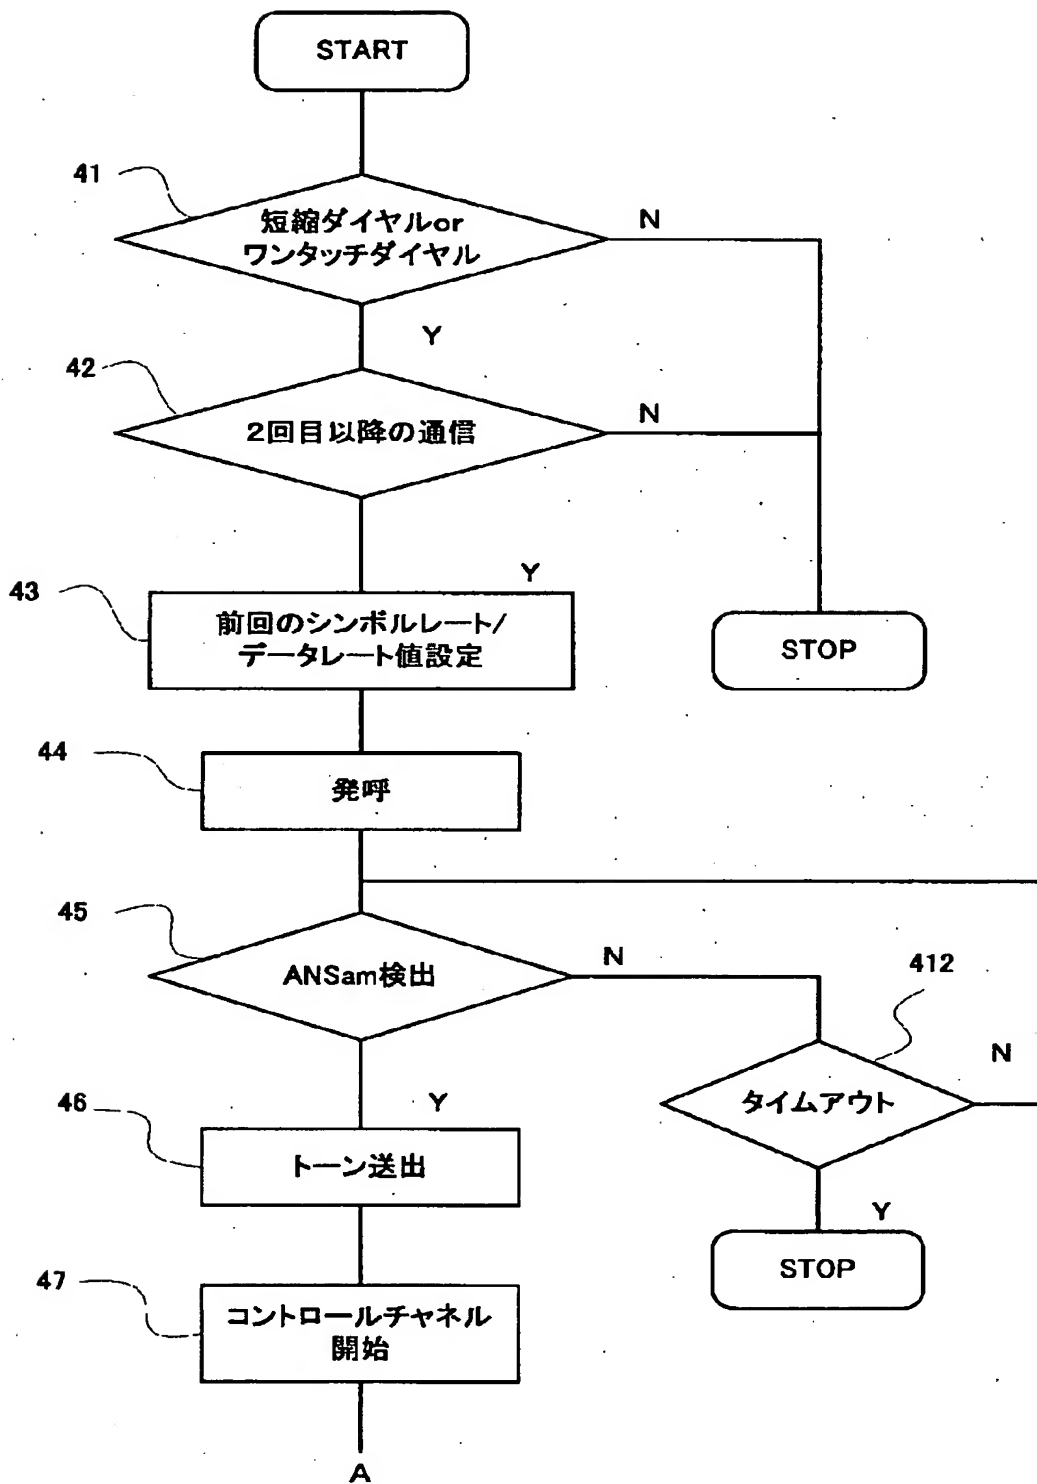 START
41
短縮ダイヤルor
ワンタッチダイヤル
N
Y
42
2回目以降の通信
N
Y
43
前回のシンボルレート/
データレート値設定
STOP
44
発呼
45
ANSam検出
N
412
タイムアウト
N
Y
46
トーン送出
Y
STOP
47
コントロールチャネル
開始
A